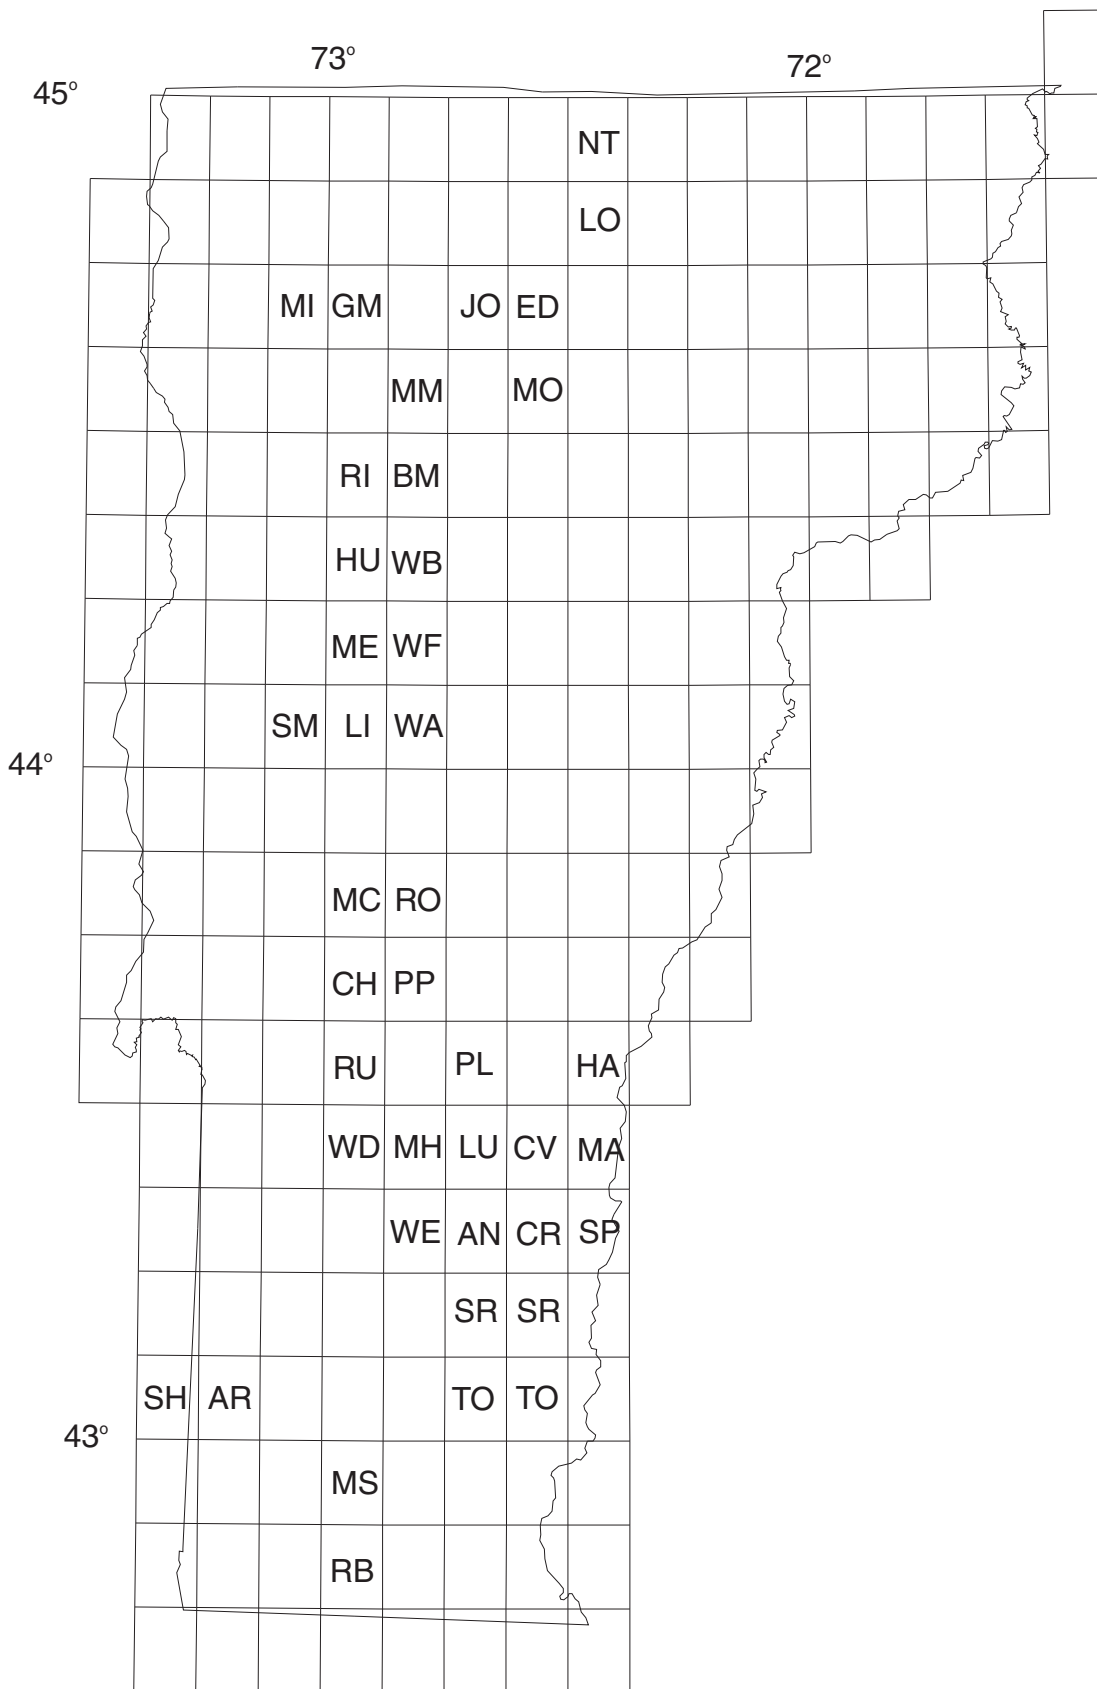 73°
72°
45°
NT
LO
MI GM JO ED
MM MO
RI BM
HU WB
ME WF
SM LI WA
44°
MC RO
CH PP
RU PL HA
WD MH LU CV MA
WE AN CR SP
SR SR
SH AR TO TO
43°
MS
RB